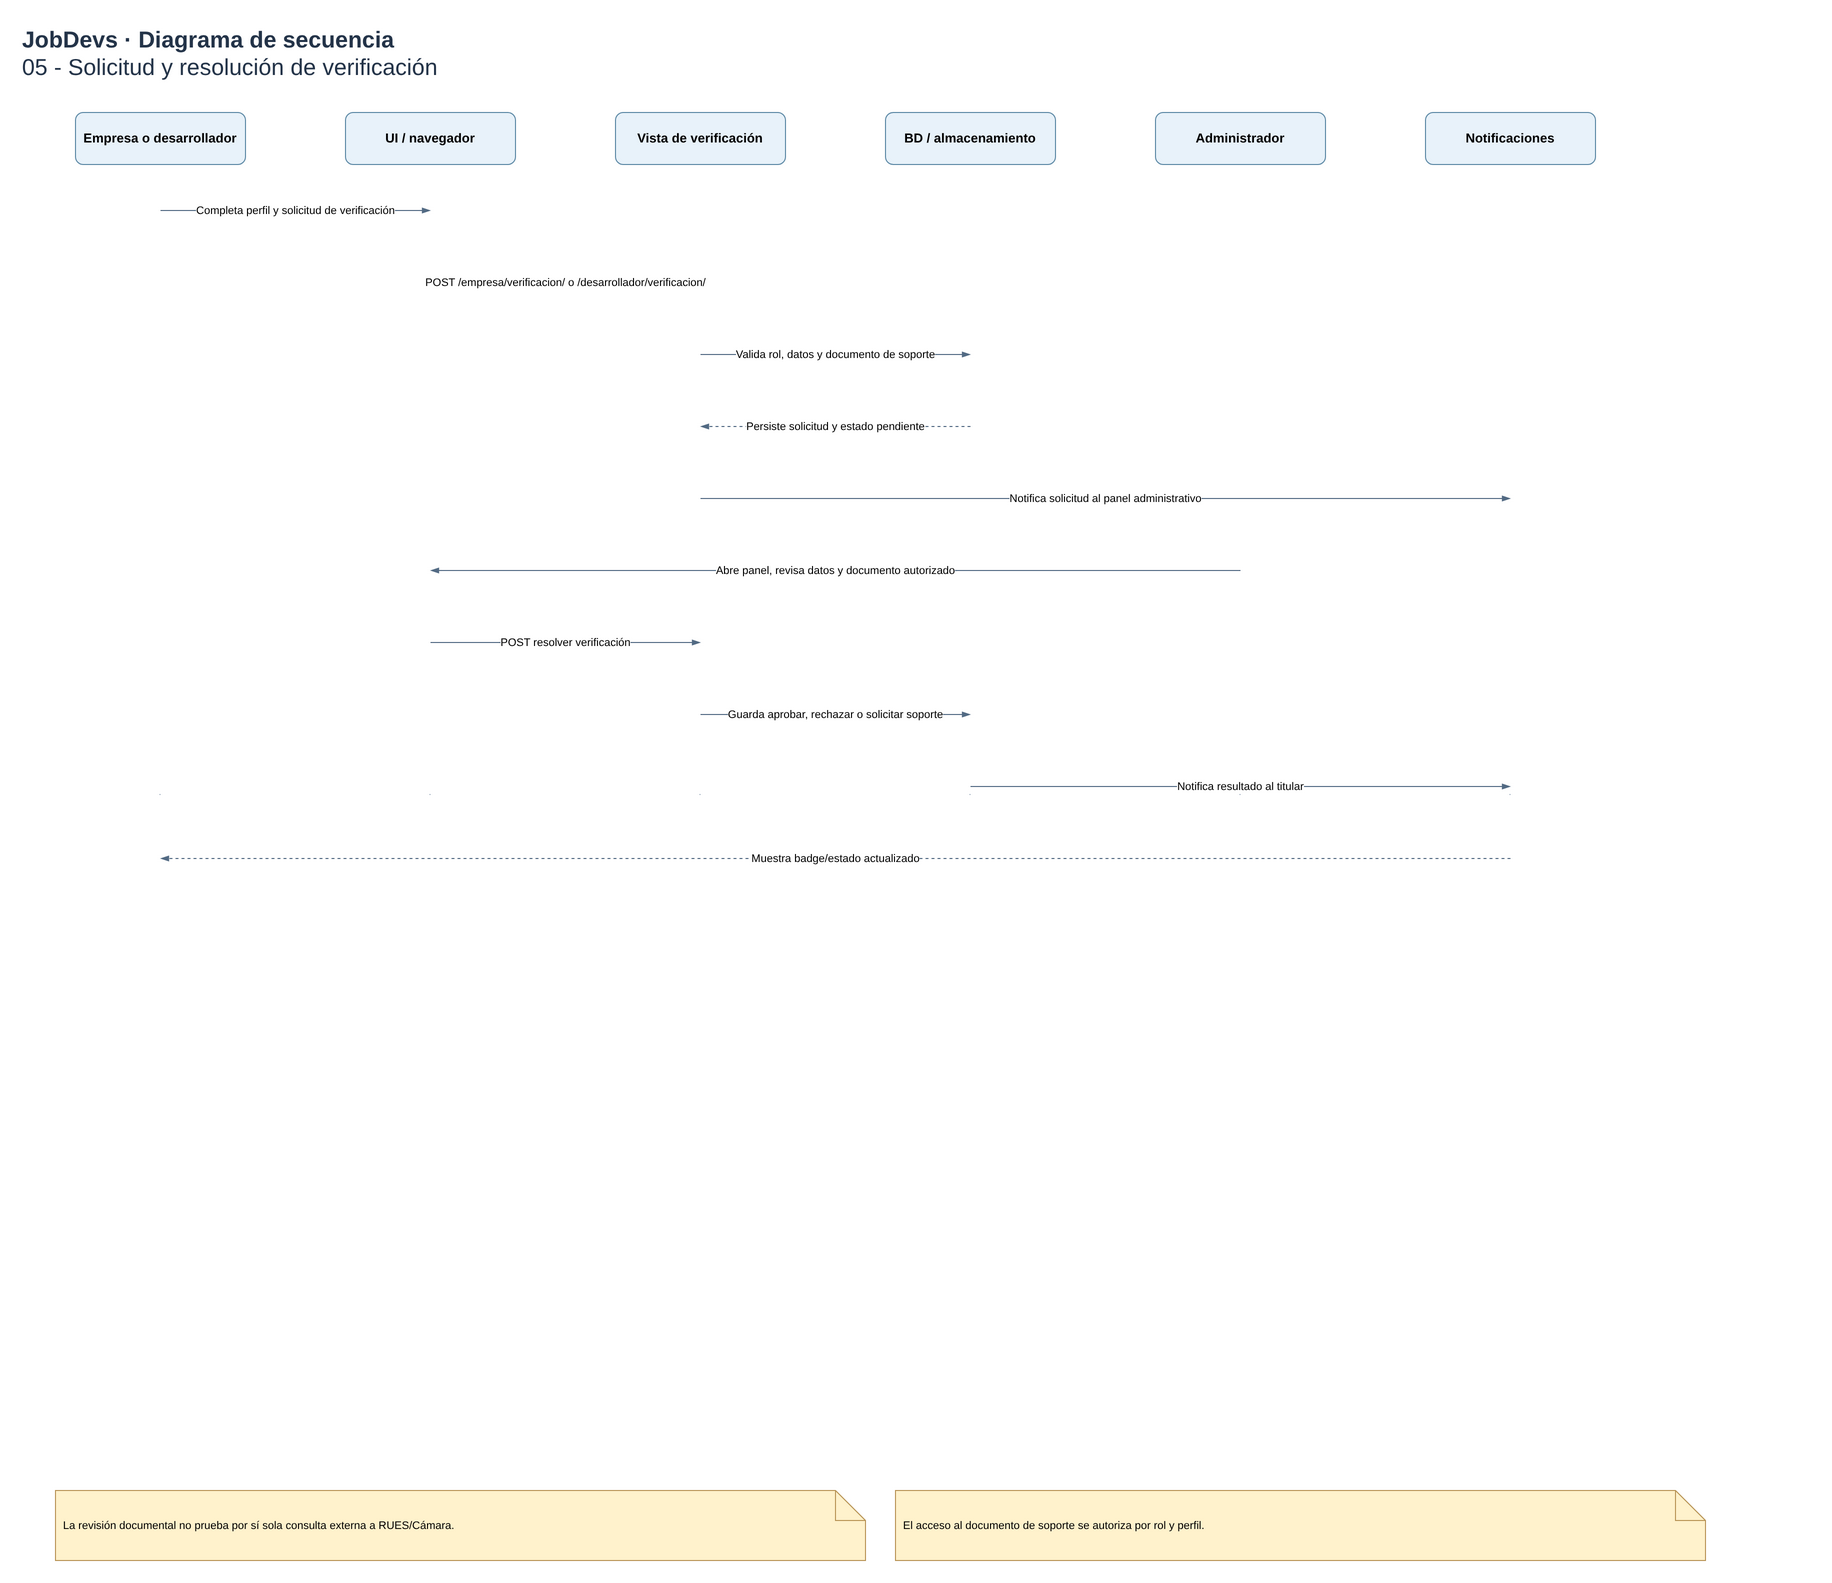 JobDevs · Diagrama de secuencia
05 - Solicitud y resolución de verificación
Empresa o desarrollador
UI / navegador
Vista de verificación
BD / almacenamiento
Administrador
Notificaciones
Completa perfil y solicitud de verificación
POST /empresa/verificacion/ o /desarrollador/verificacion/
Valida rol, datos y documento de soporte
Persiste solicitud y estado pendiente
Notifica solicitud al panel administrativo
Abre panel, revisa datos y documento autorizado
POST resolver verificación
Guarda aprobar, rechazar o solicitar soporte
Notifica resultado al titular
Muestra badge/estado actualizado
La revisión documental no prueba por sí sola consulta externa a RUES/Cámara.
El acceso al documento de soporte se autoriza por rol y perfil.